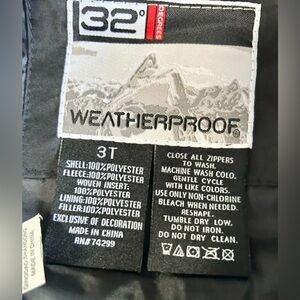 32°
DEGREES
WEATHERPROOF®
3T
SHELL:100%POLYESTER
FLEECE:100%POLYESTER
WOVEN INSERT:
100%POLYESTER
LINING:100%POLYESTER
FILLER:100%POLYESTER
EXCLUSIVE OF DECORATION
MADE IN CHINA
RN#74299
CLOSE ALL ZIPPERS
TO WASH.
MACHINE WASH COLD.
GENTLE CYCLE
WITH LIKE COLORS.
USE ONLY NON-CHLORINE
BLEACH WHEN NEEDED.
RESHAPE.
TUMBLE DRY LOW.
DO NOT IRON.
DO NOT DRY CLEAN.
MADE IN CHINA